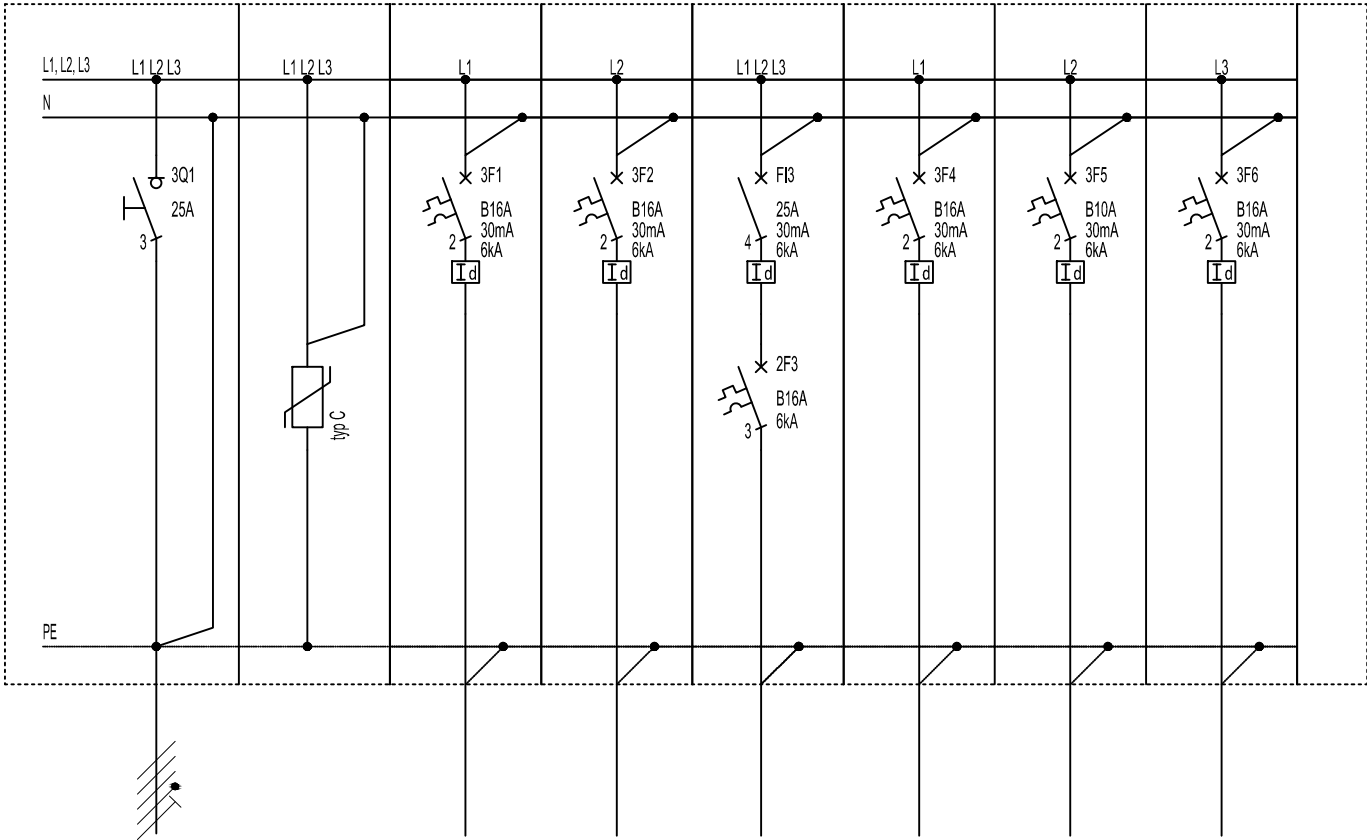 L1, L2, L3
L1 L2 L3
L1 L2 L3
L1
L2
L1 L2 L3
L1
L2
L3
N
3Q1
25A
3
typ C
3F1
B16A
30mA
6kA
2
Id
3F2
B16A
30mA
6kA
2
Id
FI3
25A
30mA
6kA
4
Id
2F3
B16A
6kA
3
3F4
B16A
30mA
6kA
2
Id
3F5
B10A
30mA
6kA
2
Id
3F6
B16A
30mA
6kA
2
Id
PE